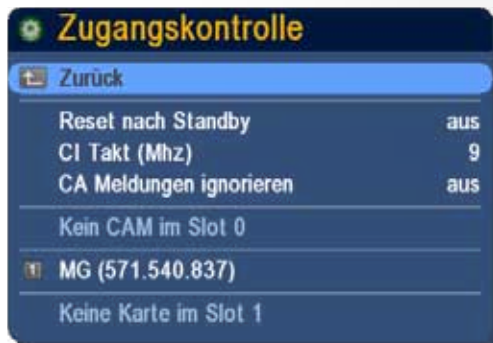 Zugangskontrolle
Zurück
Reset nach Standby aus
CI Takt (Mhz) 9
CA Meldungen ignorieren aus
Kein CAM im Slot 0
1 MG (571.540.837)
Keine Karte im Slot 1